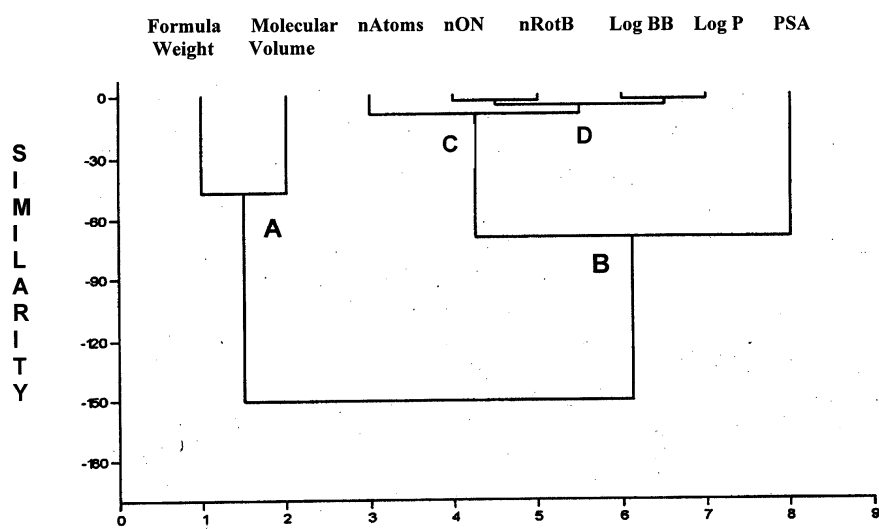 Formula Weight
Molecular Volume
nAtoms
nON
nRotB
Log BB
Log P
PSA
SIMILARITY
0
-30
-60
-90
-120
-150
-180
A
B
C
D
0 1 2 3 4 5 6 7 8 9